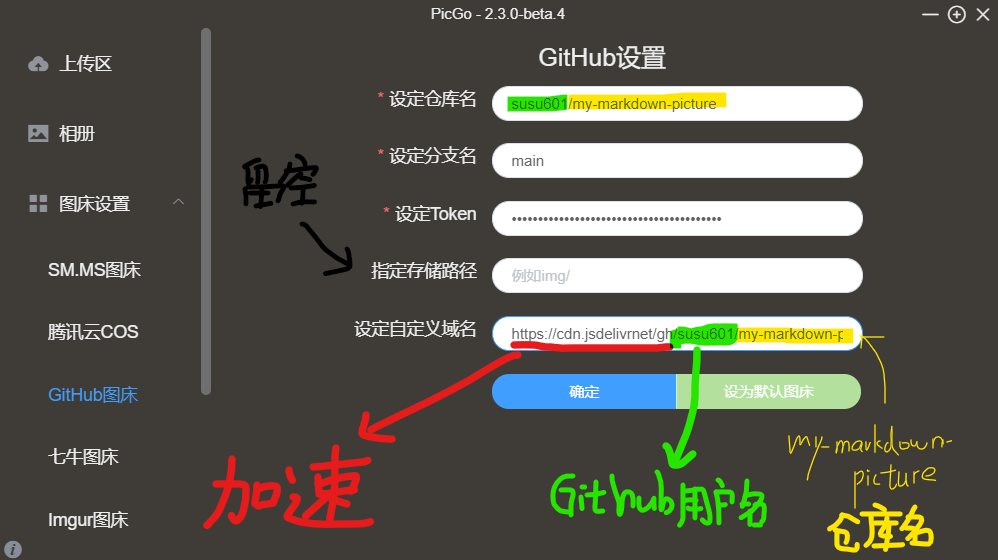 PicGo - 2.3.0-beta.4
上传区
相册
图床设置
SM.MS图床
腾讯云COS
GitHub图床
七牛图床
Imgur图床
GitHub设置
* 设定仓库名
susu601/my-markdown-picture
* 设定分支名
main
* 设定Token
••••••••••••••••••••••••••••••••••••••••
留空
指定存储路径
例如img/
设定自定义域名
https://cdn.jsdelivrnet/gh/susu601/my-markdown-p
确定
设为默认图床
加速
Github用户名
my-markdown-
picture
仓库名